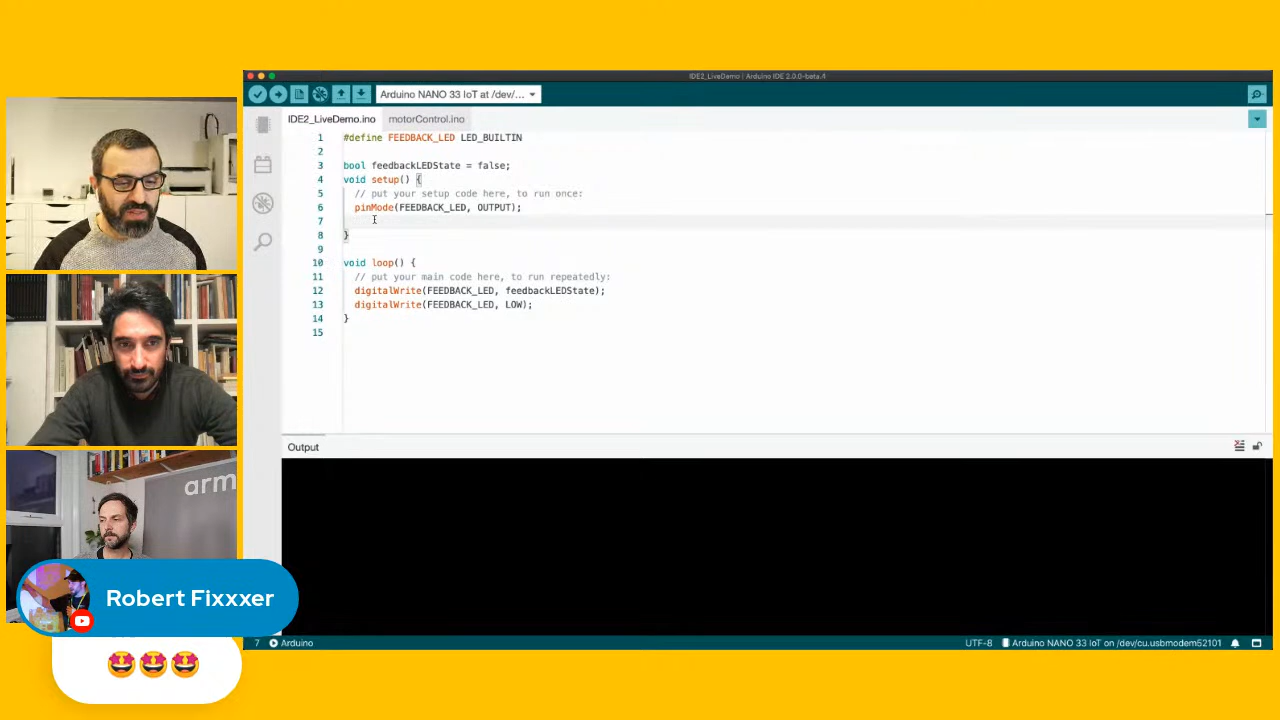 IDE2_LiveDemo | Arduino IDE 2.0.0-beta.4
Arduino NANO 33 IoT at /dev/...
IDE2_LiveDemo.ino motorControl.ino
1 #define FEEDBACK_LED LED_BUILTIN
2
3 bool feedbackLEDState = false;
4 void setup() {
5 // put your setup code here, to run once:
6 pinMode(FEEDBACK_LED, OUTPUT);
7
8 }
9
10 void loop() {
11 // put your main code here, to run repeatedly:
12 digitalWrite(FEEDBACK_LED, feedbackLEDState);
13 digitalWrite(FEEDBACK_LED, LOW);
14 }
15
Output
arm
Robert Fixxxer
🤩🤩🤩
7 Arduino UTF-8 Arduino NANO 33 IoT on /dev/cu.usbmodem52101